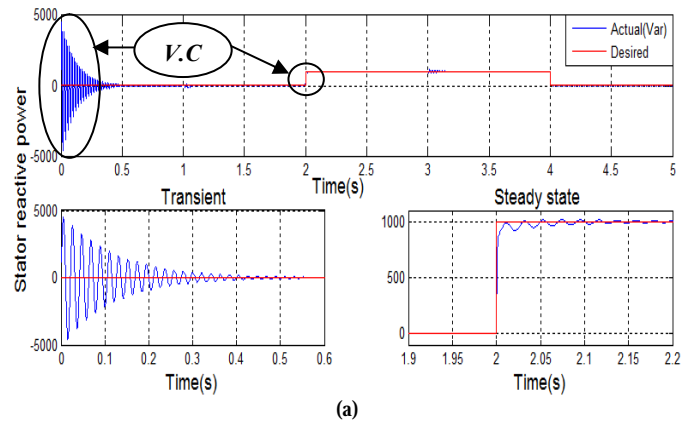 5000
0
-5000
V.C
Actual(Var)
Desired
0 0.5 1 1.5 2 2.5 3 3.5 4 4.5 5
Time(s)
Stator reactive power
Transient
5000
0
-5000
0 0.1 0.2 0.3 0.4 0.5 0.6
Time(s)
Steady state
1000
500
0
1.9 1.95 2 2.05 2.1 2.15 2.2
Time(s)
(a)